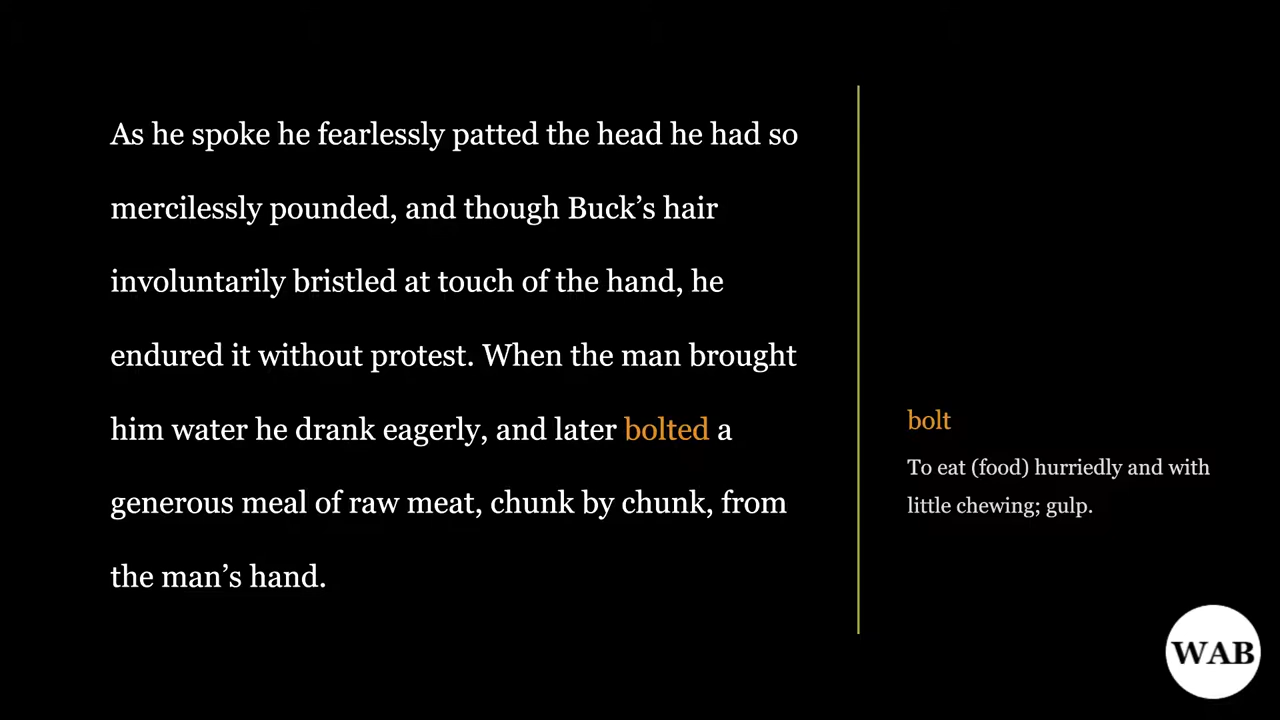 As he spoke he fearlessly patted the head he had so
mercilessly pounded, and though Buck’s hair
involuntarily bristled at touch of the hand, he
endured it without protest. When the man brought
him water he drank eagerly, and later bolted a
generous meal of raw meat, chunk by chunk, from
the man’s hand.
bolt
To eat (food) hurriedly and with
little chewing; gulp.
WAB